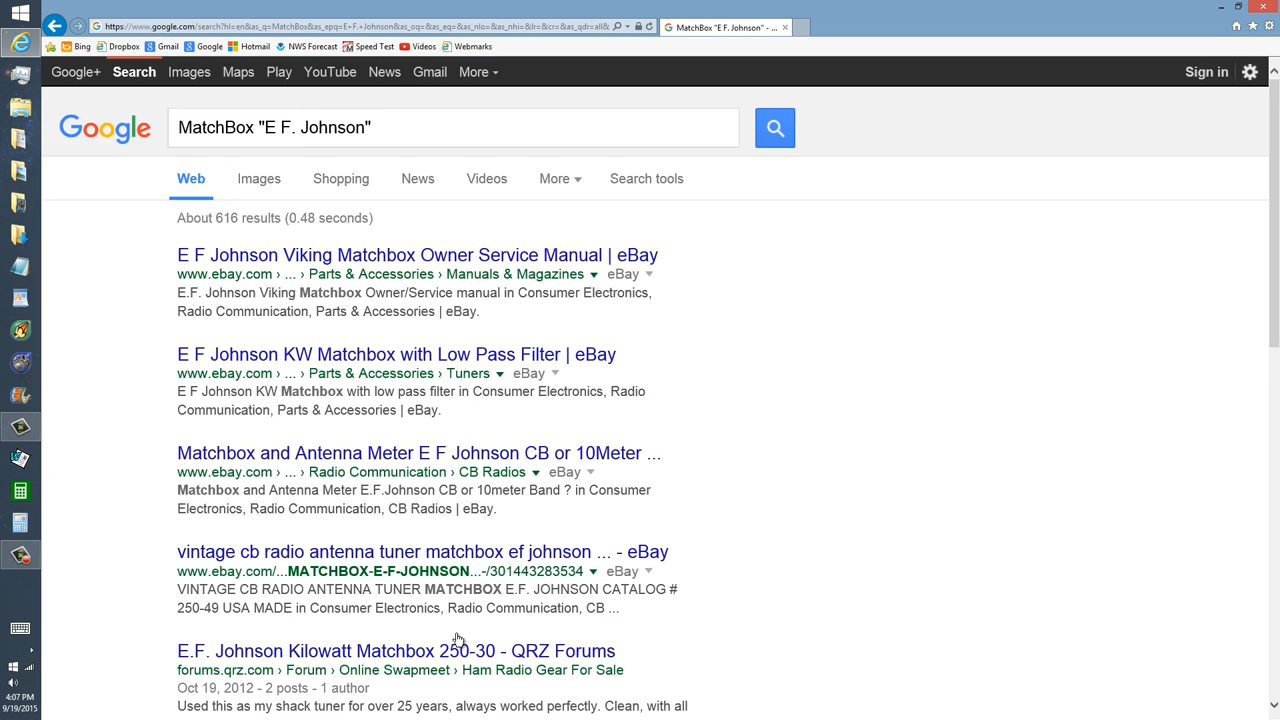 https://www.google.com/search?hl=en&as_q=MatchBox&as_epq=E+F.+Johnson&as_oq=&as_eq=&as_nlo=&as_nhi=&lr=&cr=&as_qdr=all&
MatchBox "E F. Johnson" - ...
Bing Dropbox Gmail Google Hotmail NWS Forecast Speed Test Videos Webmarks
Google+ Search Images Maps Play YouTube News Gmail More Sign in
Google MatchBox "E F. Johnson"
Web Images Shopping News Videos More Search tools
About 616 results (0.48 seconds)
E F Johnson Viking Matchbox Owner Service Manual | eBay
www.ebay.com › ... › Parts & Accessories › Manuals & Magazines eBay
E.F. Johnson Viking Matchbox Owner/Service manual in Consumer Electronics,
Radio Communication, Parts & Accessories | eBay.
E F Johnson KW Matchbox with Low Pass Filter | eBay
www.ebay.com › ... › Parts & Accessories › Tuners eBay
E F Johnson KW Matchbox with low pass filter in Consumer Electronics, Radio
Communication, Parts & Accessories | eBay.
Matchbox and Antenna Meter E F Johnson CB or 10Meter ...
www.ebay.com › ... › Radio Communication › CB Radios eBay
Matchbox and Antenna Meter E.F.Johnson CB or 10meter Band ? in Consumer
Electronics, Radio Communication, CB Radios | eBay.
vintage cb radio antenna tuner matchbox ef johnson ... - eBay
www.ebay.com/...MATCHBOX-E-F-JOHNSON...-/301443283534 eBay
VINTAGE CB RADIO ANTENNA TUNER MATCHBOX E.F. JOHNSON CATALOG #
250-49 USA MADE in Consumer Electronics, Radio Communication, CB ...
E.F. Johnson Kilowatt Matchbox 250-30 - QRZ Forums
forums.qrz.com › Forum › Online Swapmeet › Ham Radio Gear For Sale
Oct 19, 2012 - 2 posts - 1 author
Used this as my shack tuner for over 25 years, always worked perfectly. Clean, with all
4:07 PM
9/19/2015